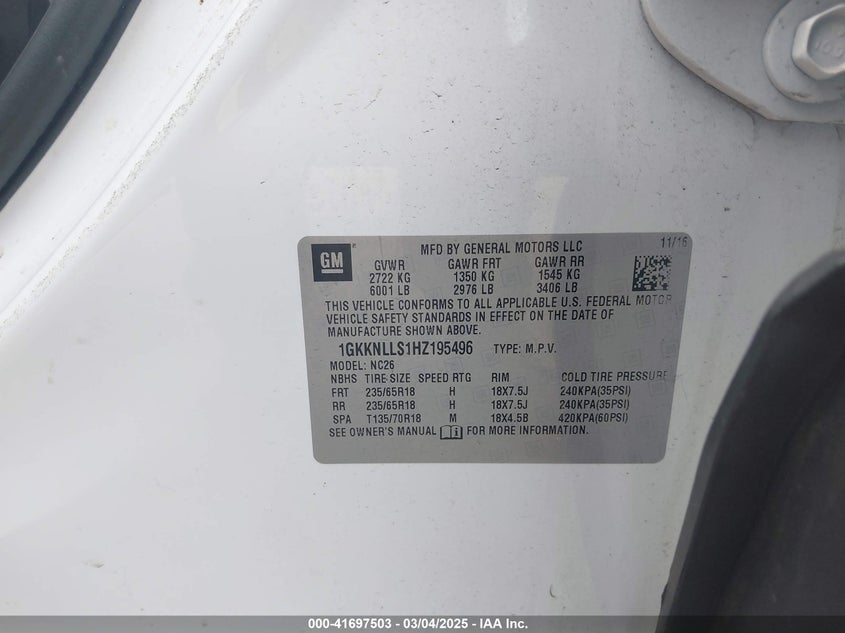 GM
MFD BY GENERAL MOTORS LLC
11/16
GVWR GAWR FRT GAWR RR
2722 KG 1350 KG 1545 KG
6001 LB 2976 LB 3406 LB
THIS VEHICLE CONFORMS TO ALL APPLICABLE U.S. FEDERAL MOTOR
VEHICLE SAFETY STANDARDS IN EFFECT ON THE DATE OF
MANUFACTURE SHOWN ABOVE.
1GKKNLLS1HZ195496 TYPE: M.P.V.
MODEL: NC26
NBHS TIRE SIZE SPEED RTG RIM COLD TIRE PRESSURE
FRT 235/65R18 H 18X7.5J 240KPA(35PSI)
RR 235/65R18 H 18X7.5J 240KPA(35PSI)
SPA T135/70R18 M 18X4.5B 420KPA(60PSI)
SEE OWNER'S MANUAL FOR MORE INFORMATION.
000-41697503 — 03/04/2025 — IAA Inc.